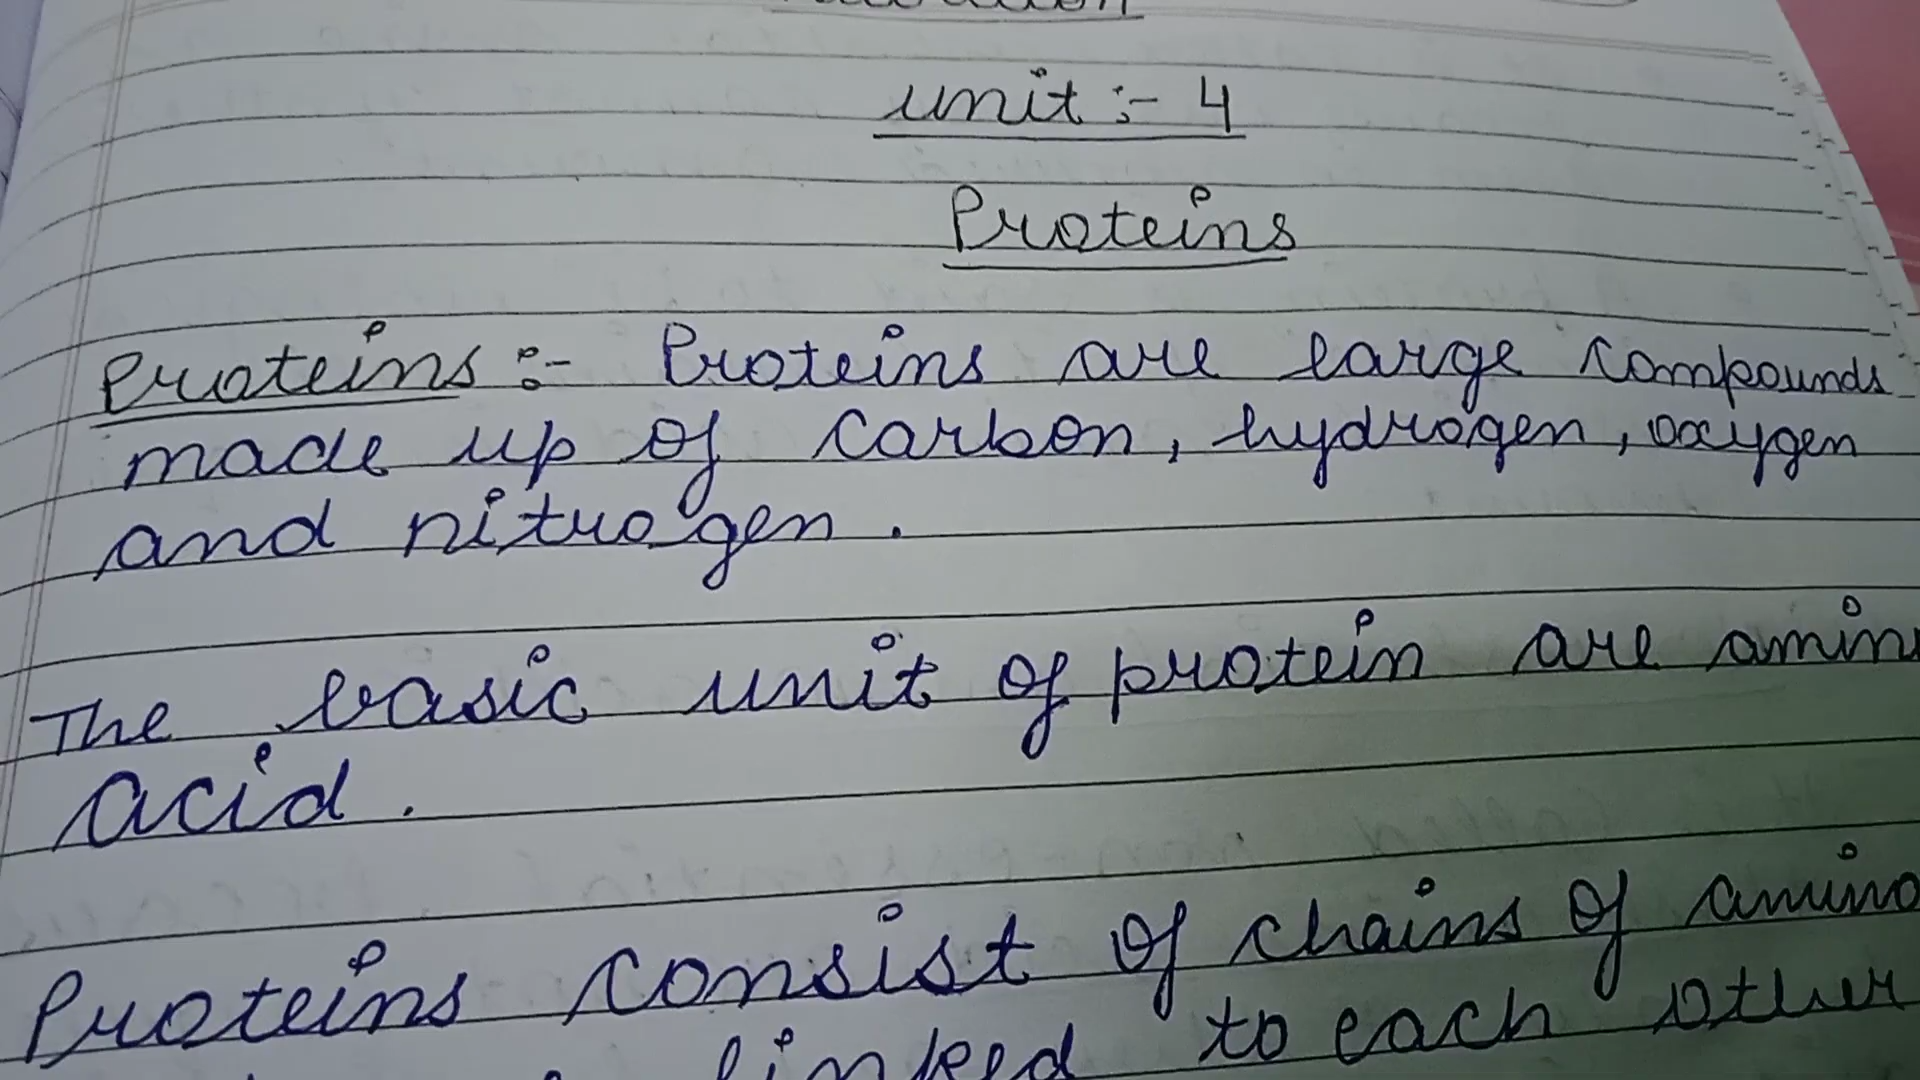 unit :- 4
Proteins
Proteins :- Proteins are large compounds
made up of carbon, hydrogen, oxygen
and nitrogen .
The basic unit of protein are amin
acid .
Proteins consist of chains of amino
linked to each other